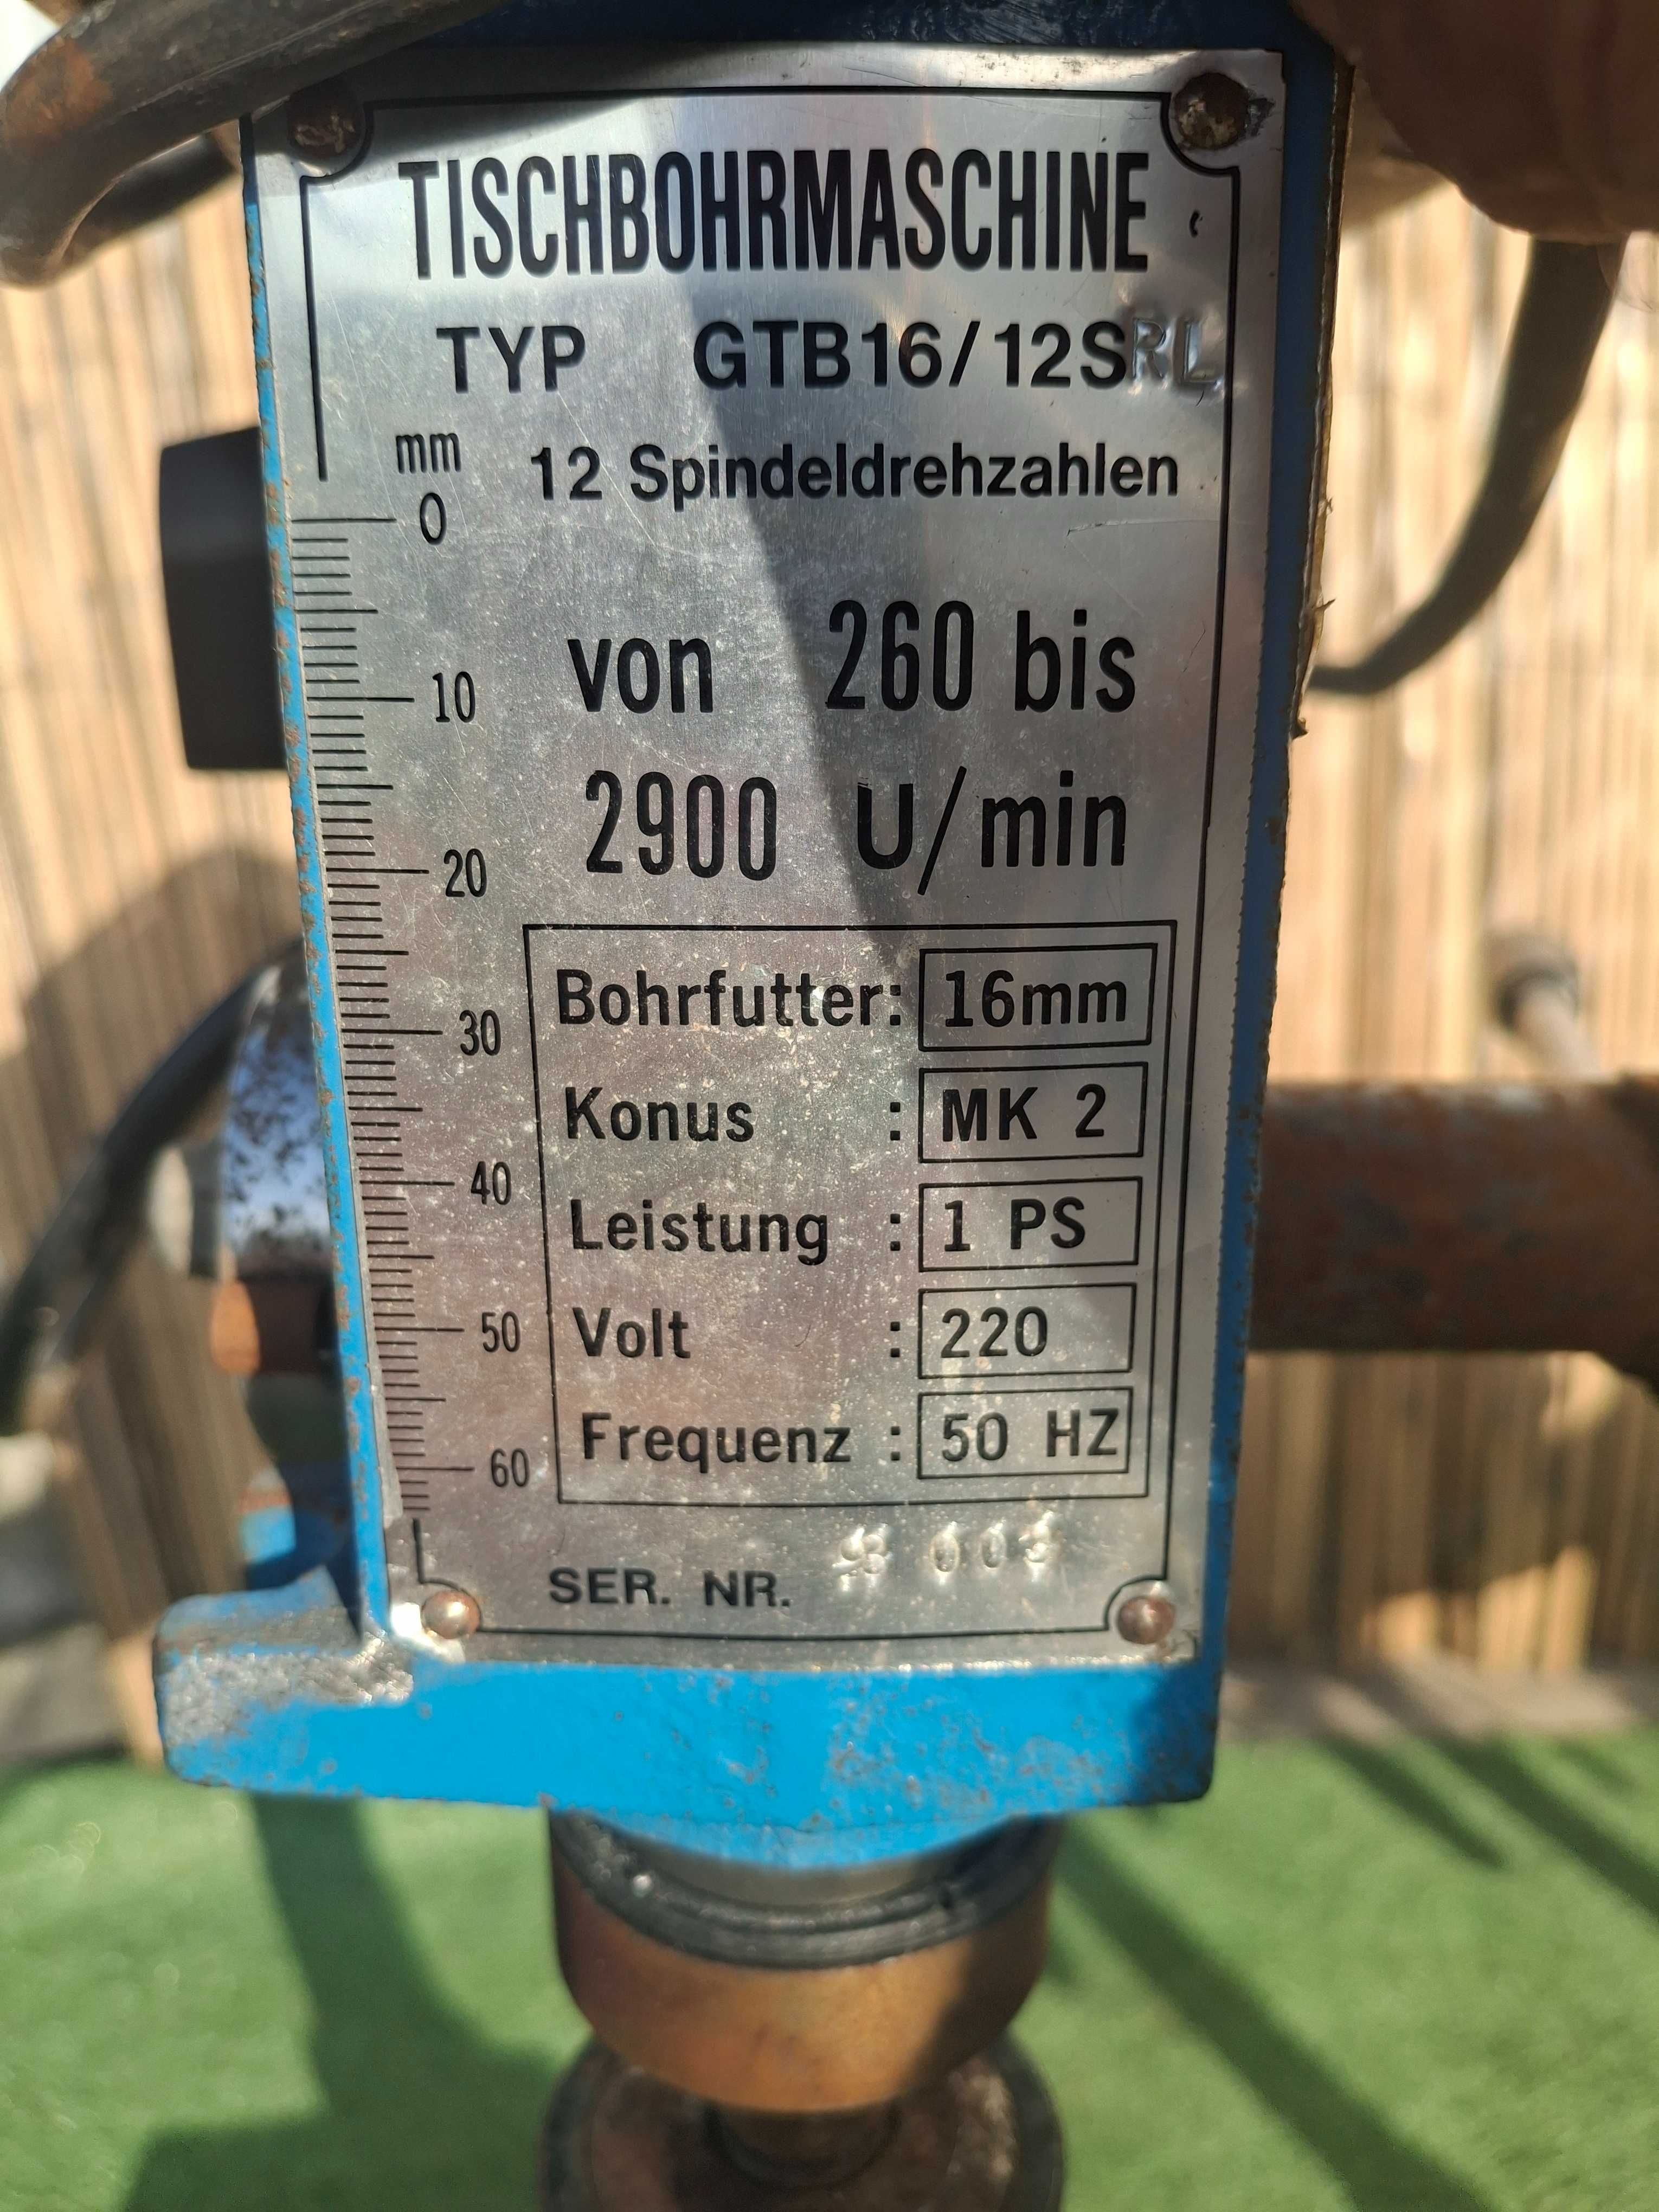 TISCHBOHRMASCHINE
TYP GTB16/12SRL
mm
12 Spindeldrehzahlen
0
von 260 bis
10
2900 U/min
20
Bohrfutter: 16mm
30
Konus : MK 2
40
Leistung : 1 PS
50
Volt : 220
Frequenz : 50 HZ
60
SER. NR.